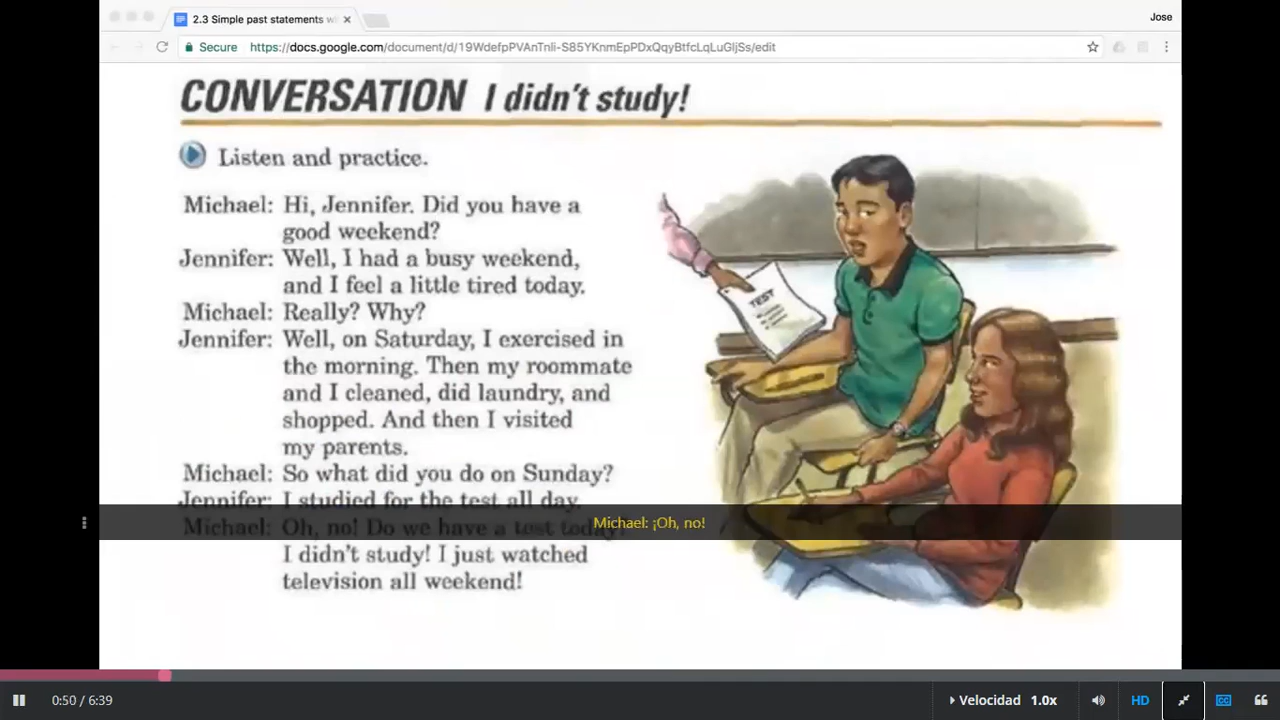 2.3 Simple past statements w
Jose
Secure https://docs.google.com/document/d/19WdefpPVAnTnli-S85YKnmEpPDxQqyBtfcLqLuGljSs/edit
CONVERSATION I didn't study!
Listen and practice.
Michael: Hi, Jennifer. Did you have a
good weekend?
Jennifer: Well, I had a busy weekend,
and I feel a little tired today.
Michael: Really? Why?
Jennifer: Well, on Saturday, I exercised in
the morning. Then my roommate
and I cleaned, did laundry, and
shopped. And then I visited
my parents.
Michael: So what did you do on Sunday?
Jennifer: I studied for the test all day.
Michael: Oh, no! Do we have a test today?
I didn't study! I just watched
television all weekend!
TEST
Michael: ¡Oh, no!
0:50 / 6:39
Velocidad 1.0x
HD
CC